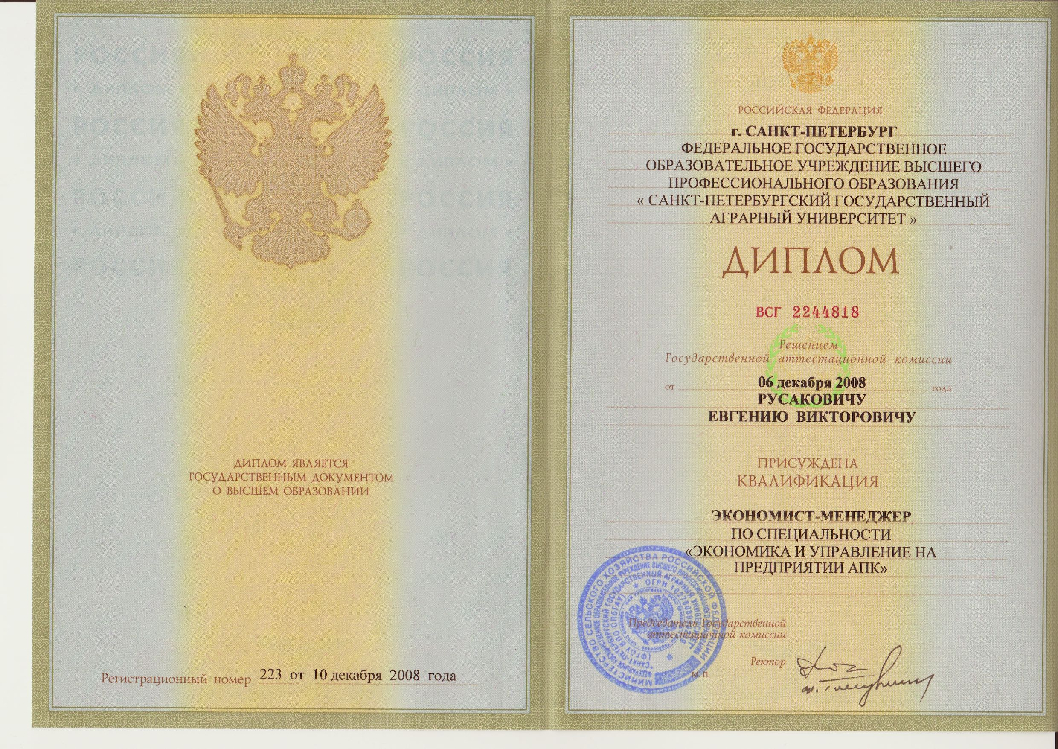 ДИПЛОМ ЯВЛЯЕТСЯ
ГОСУДАРСТВЕННЫМ ДОКУМЕНТОМ
О ВЫСШЕМ ОБРАЗОВАНИИ
Регистрационный номер 223 от 10 декабря 2008 года
РОССИЙСКАЯ ФЕДЕРАЦИЯ
г. САНКТ-ПЕТЕРБУРГ
ФЕДЕРАЛЬНОЕ ГОСУДАРСТВЕННОЕ
ОБРАЗОВАТЕЛЬНОЕ УЧРЕЖДЕНИЕ ВЫСШЕГО
ПРОФЕССИОНАЛЬНОГО ОБРАЗОВАНИЯ
« САНКТ-ПЕТЕРБУРГСКИЙ ГОСУДАРСТВЕННЫЙ
АГРАРНЫЙ УНИВЕРСИТЕТ »
ДИПЛОМ
ВСГ 2244818
Решением
Государственной аттестационной комиссии
от 06 декабря 2008 года
РУСАКОВИЧУ
ЕВГЕНИЮ ВИКТОРОВИЧУ
ПРИСУЖДЕНА
КВАЛИФИКАЦИЯ
ЭКОНОМИСТ-МЕНЕДЖЕР
ПО СПЕЦИАЛЬНОСТИ
«ЭКОНОМИКА И УПРАВЛЕНИЕ НА
ПРЕДПРИЯТИИ АПК»
Председатель Государственной
аттестационной комиссии
Ректор
М.П.